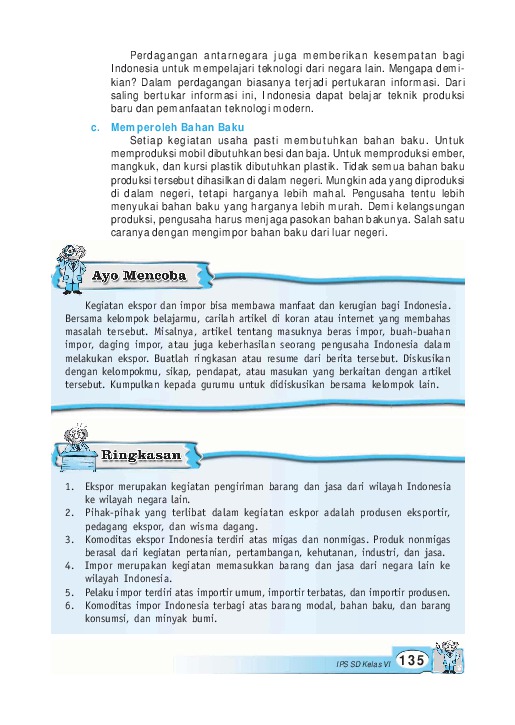 Perdagangan antarnegara juga memberikan kesempatan bagi
Indonesia untuk mempelajari teknologi dari negara lain. Mengapa demi-
kian? Dalam perdagangan biasanya terjadi pertukaran informasi. Dari
saling bertukar informasi ini, Indonesia dapat belajar teknik produksi
baru dan pemanfaatan teknologi modern.
c. Memperoleh Bahan Baku
Setiap kegiatan usaha pasti membutuhkan bahan baku. Untuk
memproduksi mobil dibutuhkan besi dan baja. Untuk memproduksi ember,
mangkuk, dan kursi plastik dibutuhkan plastik. Tidak semua bahan baku
produksi tersebut dihasilkan di dalam negeri. Mungkin ada yang diproduksi
di dalam negeri, tetapi harganya lebih mahal. Pengusaha tentu lebih
menyukai bahan baku yang harganya lebih murah. Demi kelangsungan
produksi, pengusaha harus menjaga pasokan bahan bakunya. Salah satu
caranya dengan mengimpor bahan baku dari luar negeri.
Ayo Mencoba
Kegiatan ekspor dan impor bisa membawa manfaat dan kerugian bagi Indonesia.
Bersama kelompok belajarmu, carilah artikel di koran atau internet yang membahas
masalah tersebut. Misalnya, artikel tentang masuknya beras impor, buah-buahan
impor, daging impor, atau juga keberhasilan seorang pengusaha Indonesia dalam
melakukan ekspor. Buatlah ringkasan atau resume dari berita tersebut. Diskusikan
dengan kelompokmu, sikap, pendapat, atau masukan yang berkaitan dengan artikel
tersebut. Kumpulkan kepada gurumu untuk didiskusikan bersama kelompok lain.
Ringkasan
1. Ekspor merupakan kegiatan pengiriman barang dan jasa dari wilayah Indonesia
ke wilayah negara lain.
2. Pihak-pihak yang terlibat dalam kegiatan eskpor adalah produsen eksportir,
pedagang ekspor, dan wisma dagang.
3. Komoditas ekspor Indonesia terdiri atas migas dan nonmigas. Produk nonmigas
berasal dari kegiatan pertanian, pertambangan, kehutanan, industri, dan jasa.
4. Impor merupakan kegiatan memasukkan barang dan jasa dari negara lain ke
wilayah Indonesia.
5. Pelaku impor terdiri atas importir umum, importir terbatas, dan importir produsen.
6. Komoditas impor Indonesia terbagi atas barang modal, bahan baku, dan barang
konsumsi, dan minyak bumi.
IPS SD Kelas VI 135